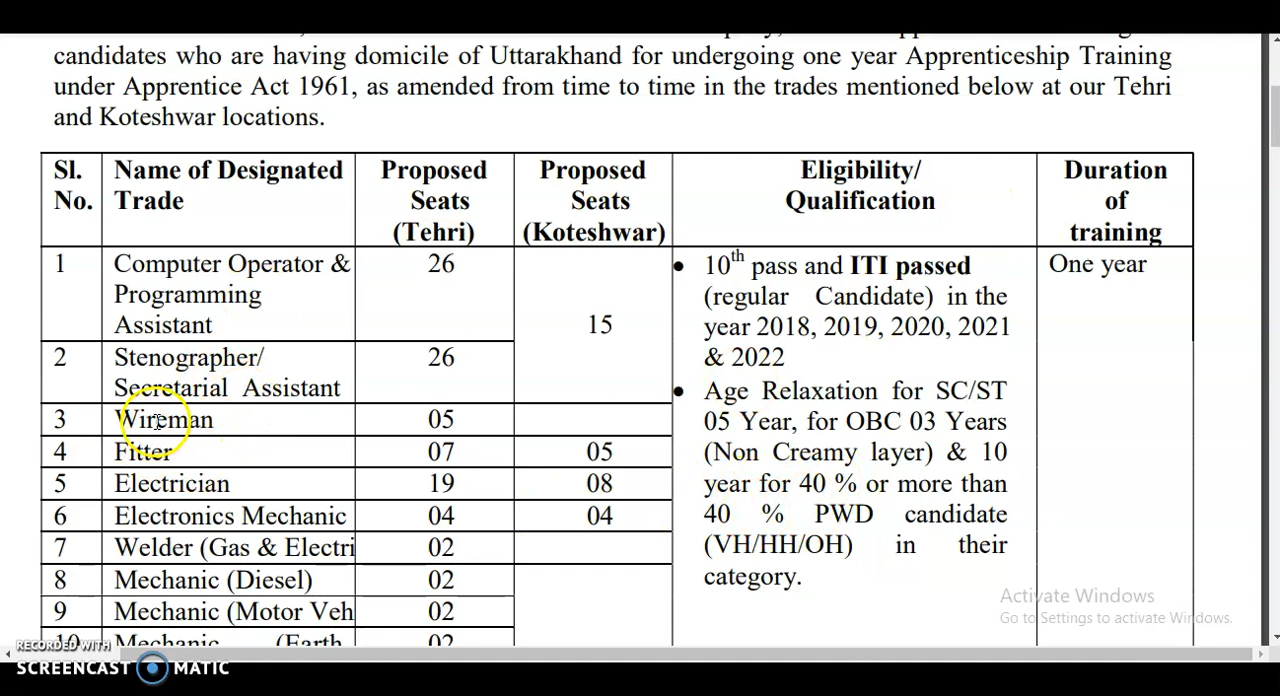 candidates who are having domicile of Uttarakhand for undergoing one year Apprenticeship Training
under Apprentice Act 1961, as amended from time to time in the trades mentioned below at our Tehri
and Koteshwar locations.
Sl. No. Name of Designated Trade Proposed Seats (Tehri) Proposed Seats (Koteshwar) Eligibility/ Qualification Duration of training
1 Computer Operator & Programming Assistant 26 15
2 Stenographer/ Secretarial Assistant 26
3 Wireman 05
4 Fitter 07 05
5 Electrician 19 08
6 Electronics Mechanic 04 04
7 Welder (Gas & Electri 02
8 Mechanic (Diesel) 02
9 Mechanic (Motor Veh 02
10 Mechanic (Earth 02
• 10th pass and ITI passed
(regular Candidate) in the
year 2018, 2019, 2020, 2021
& 2022
• Age Relaxation for SC/ST
05 Year, for OBC 03 Years
(Non Creamy layer) & 10
year for 40 % or more than
40 % PWD candidate
(VH/HH/OH) in their
category.
One year
Activate Windows
Go to Settings to activate Windows.
RECORDED WITH
SCREENCAST MATIC